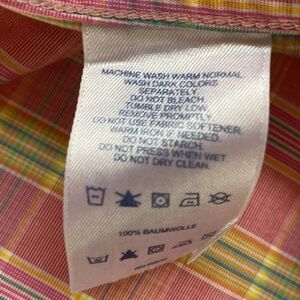 MACHINE WASH WARM NORMAL
WASH DARK COLORS
SEPARATELY.
DO NOT BLEACH.
TUMBLE DRY LOW.
REMOVE PROMPTLY.
DO NOT USE FABRIC SOFTENER.
WARM IRON IF NEEDED.
DO NOT STARCH.
DO NOT PRESS WHEN WET.
DO NOT DRY CLEAN.
100% BAUMWOLLE